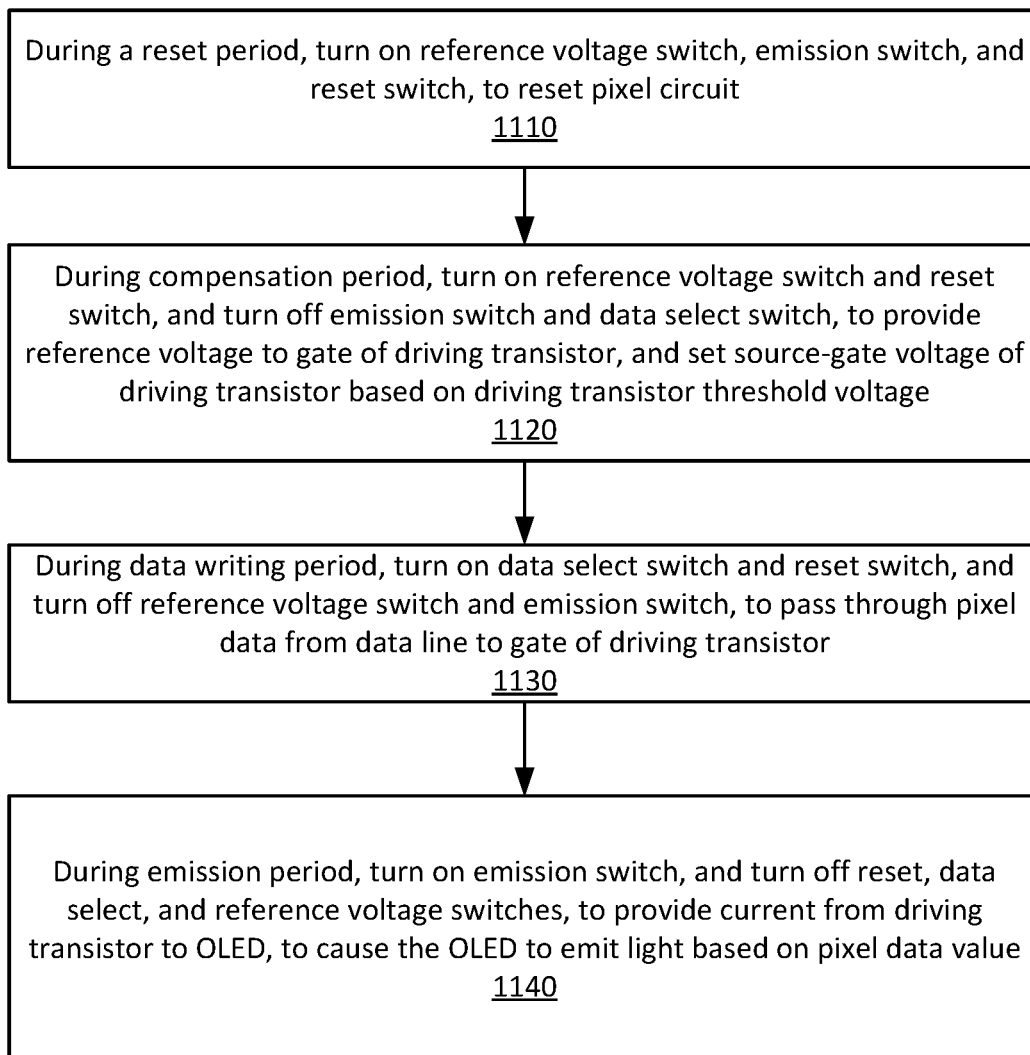 During a reset period, turn on reference voltage switch, emission switch, and
reset switch, to reset pixel circuit
1110
During compensation period, turn on reference voltage switch and reset
switch, and turn off emission switch and data select switch, to provide
reference voltage to gate of driving transistor, and set source-gate voltage of
driving transistor based on driving transistor threshold voltage
1120
During data writing period, turn on data select switch and reset switch, and
turn off reference voltage switch and emission switch, to pass through pixel
data from data line to gate of driving transistor
1130
During emission period, turn on emission switch, and turn off reset, data
select, and reference voltage switches, to provide current from driving
transistor to OLED, to cause the OLED to emit light based on pixel data value
1140